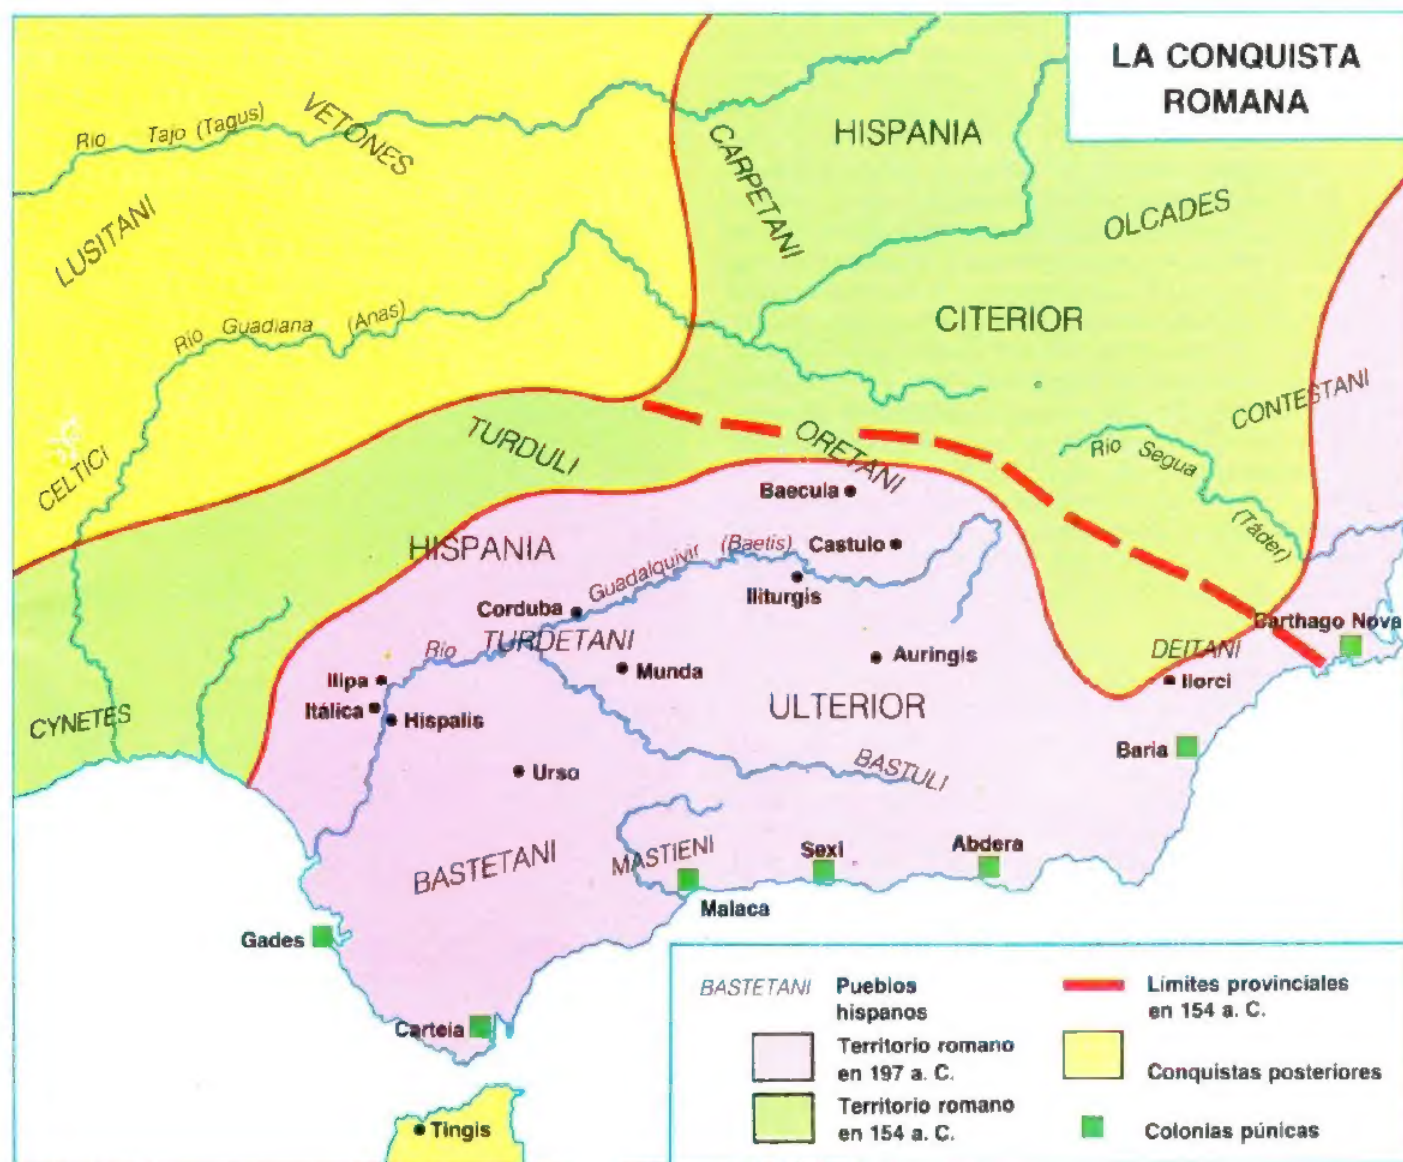 LA CONQUISTA
ROMANA
Río Tajo (Tagus)
VETONES
LUSITANI
CARPETANI
HISPANIA
OLCADES
CITERIOR
Río Guadiana (Anas)
CONTESTANI
CELTICI
TURDULI
ORETANI
Río Segua
(Táder)
Baecula
HISPANIA
Guadalquivir (Baetis)
Castulo
Iliturgis
Corduba
Río
TURDETANI
Carthago Nova
Munda
Auringis
DEITANI
Ilorci
Ilipa
Itálica
Hispalis
ULTERIOR
CYNETES
Baria
Urso
BASTULI
BASTETANI
MASTIENI
Sexi
Abdera
Malaca
Gades
Carteia
Tingis
BASTETANI Pueblos
hispanos
Territorio romano
en 197 a. C.
Territorio romano
en 154 a. C.
Límites provinciales
en 154 a. C.
Conquistas posteriores
Colonias púnicas